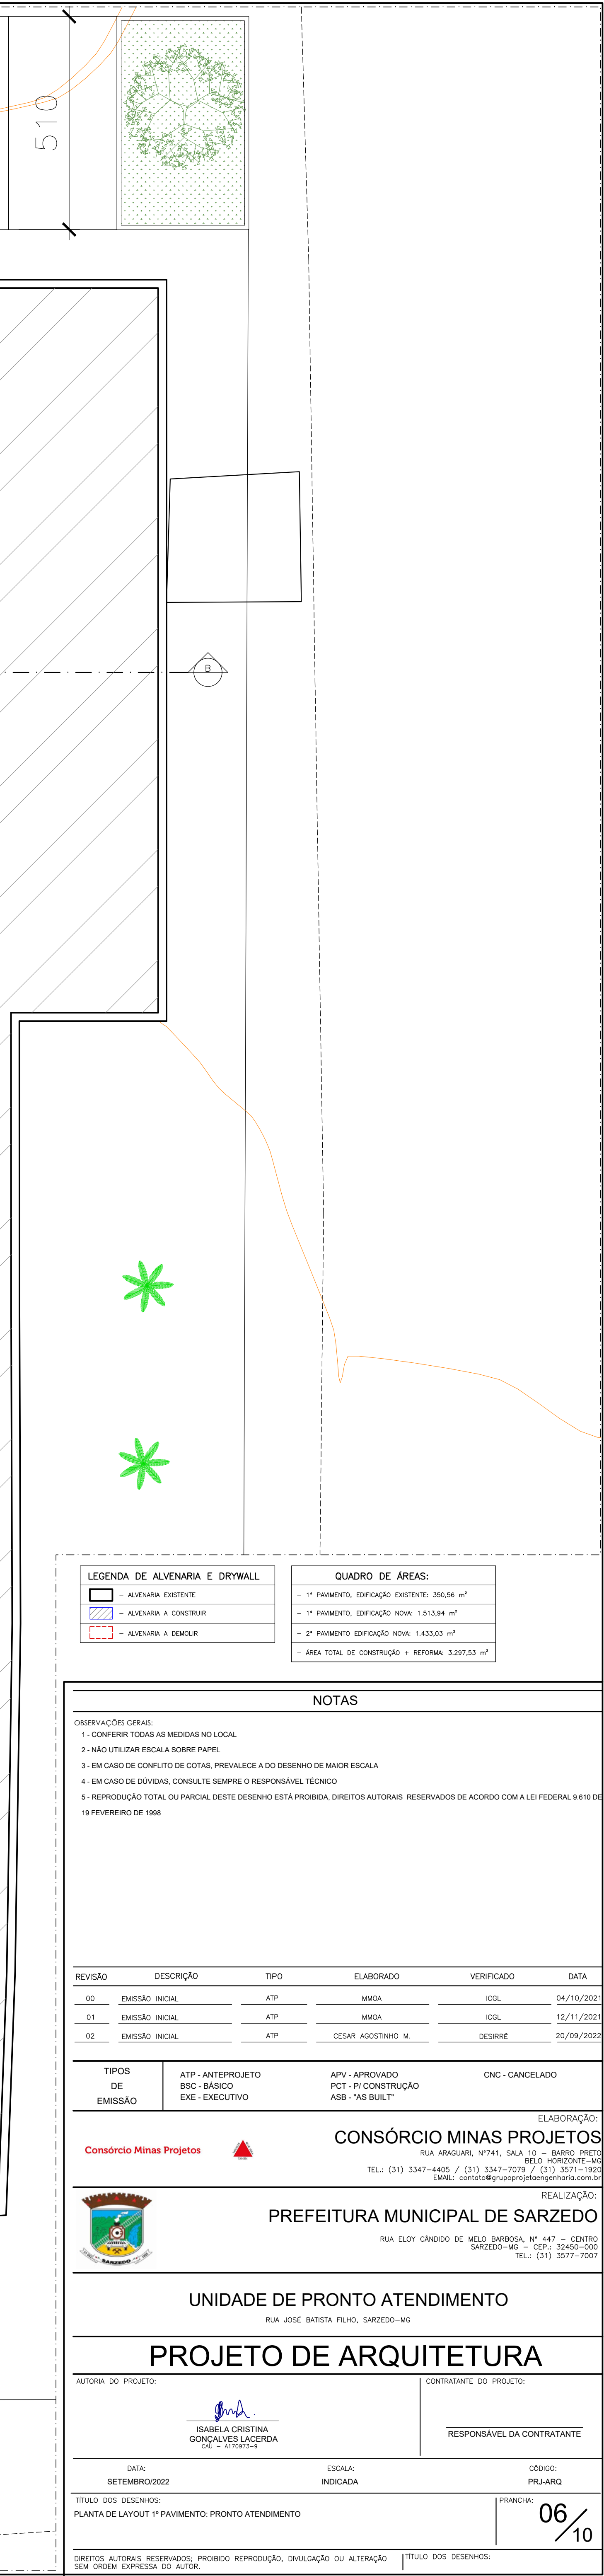 510
B
LEGENDA DE ALVENARIA E DRYWALL
– ALVENARIA EXISTENTE
– ALVENARIA A CONSTRUIR
– ALVENARIA A DEMOLIR
QUADRO DE ÁREAS:
– 1º PAVIMENTO, EDIFICAÇÃO EXISTENTE: 350,56 m²
– 1º PAVIMENTO, EDIFICAÇÃO NOVA: 1.513,94 m²
– 2º PAVIMENTO EDIFICAÇÃO NOVA: 1.433,03 m²
– ÁREA TOTAL DE CONSTRUÇÃO + REFORMA: 3.297,53 m²
NOTAS
OBSERVAÇÕES GERAIS:
1 - CONFERIR TODAS AS MEDIDAS NO LOCAL
2 - NÃO UTILIZAR ESCALA SOBRE PAPEL
3 - EM CASO DE CONFLITO DE COTAS, PREVALECE A DO DESENHO DE MAIOR ESCALA
4 - EM CASO DE DÚVIDAS, CONSULTE SEMPRE O RESPONSÁVEL TÉCNICO
5 - REPRODUÇÃO TOTAL OU PARCIAL DESTE DESENHO ESTÁ PROIBIDA, DIREITOS AUTORAIS RESERVADOS DE ACORDO COM A LEI FEDERAL 9.610 DE
19 FEVEREIRO DE 1998
REVISÃO DESCRIÇÃO TIPO ELABORADO VERIFICADO DATA
00 EMISSÃO INICIAL ATP MMOA ICGL 04/10/2021
01 EMISSÃO INICIAL ATP MMOA ICGL 12/11/2021
02 EMISSÃO INICIAL ATP CESAR AGOSTINHO M. DESIRRÉ 20/09/2022
TIPOS
DE
EMISSÃO
ATP - ANTEPROJETO APV - APROVADO CNC - CANCELADO
BSC - BÁSICO PCT - P/ CONSTRUÇÃO
EXE - EXECUTIVO ASB - "AS BUILT"
ELABORAÇÃO:
Consórcio Minas Projetos
CONSÓRCIO MINAS PROJETOS
RUA ARAGUARI, N°741, SALA 10 – BARRO PRETO
BELO HORIZONTE–MG
TEL.: (31) 3347–4405 / (31) 3347–7079 / (31) 3571–1920
EMAIL: contato@grupoprojetaengenharia.com.br
REALIZAÇÃO:
PREFEITURA MUNICIPAL DE SARZEDO
SARZEDO
RUA ELOY CÂNDIDO DE MELO BARBOSA, N° 447 – CENTRO
SARZEDO–MG – CEP.: 32450–000
TEL.: (31) 3577–7007
UNIDADE DE PRONTO ATENDIMENTO
RUA JOSÉ BATISTA FILHO, SARZEDO–MG
PROJETO DE ARQUITETURA
AUTORIA DO PROJETO:
CONTRATANTE DO PROJETO:
ISABELA CRISTINA
GONÇALVES LACERDA
CAU – A170973–9
RESPONSÁVEL DA CONTRATANTE
DATA: ESCALA: CÓDIGO:
SETEMBRO/2022 INDICADA PRJ-ARQ
TÍTULO DOS DESENHOS:
PLANTA DE LAYOUT 1º PAVIMENTO: PRONTO ATENDIMENTO
PRANCHA:
06/10
DIREITOS AUTORAIS RESERVADOS; PROIBIDO REPRODUÇÃO, DIVULGAÇÃO OU ALTERAÇÃO
SEM ORDEM EXPRESSA DO AUTOR.
TÍTULO DOS DESENHOS: